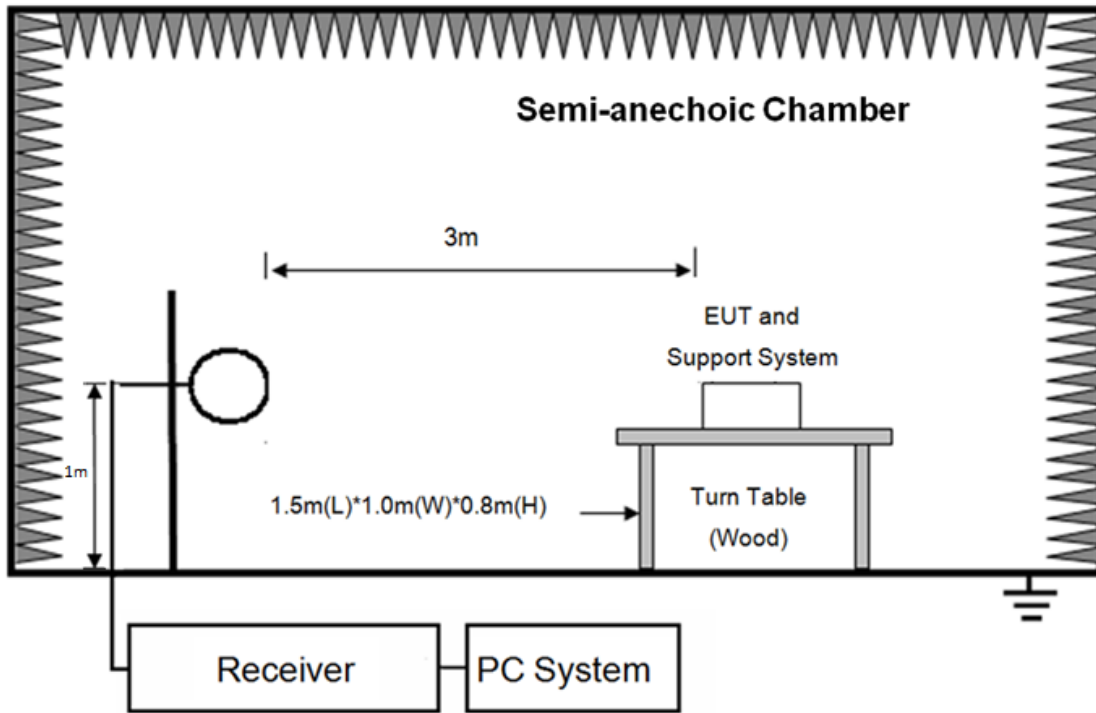 Semi-anechoic Chamber
3m
EUT and
Support System
1m
1.5m(L)*1.0m(W)*0.8m(H)
Turn Table
(Wood)
Receiver
PC System